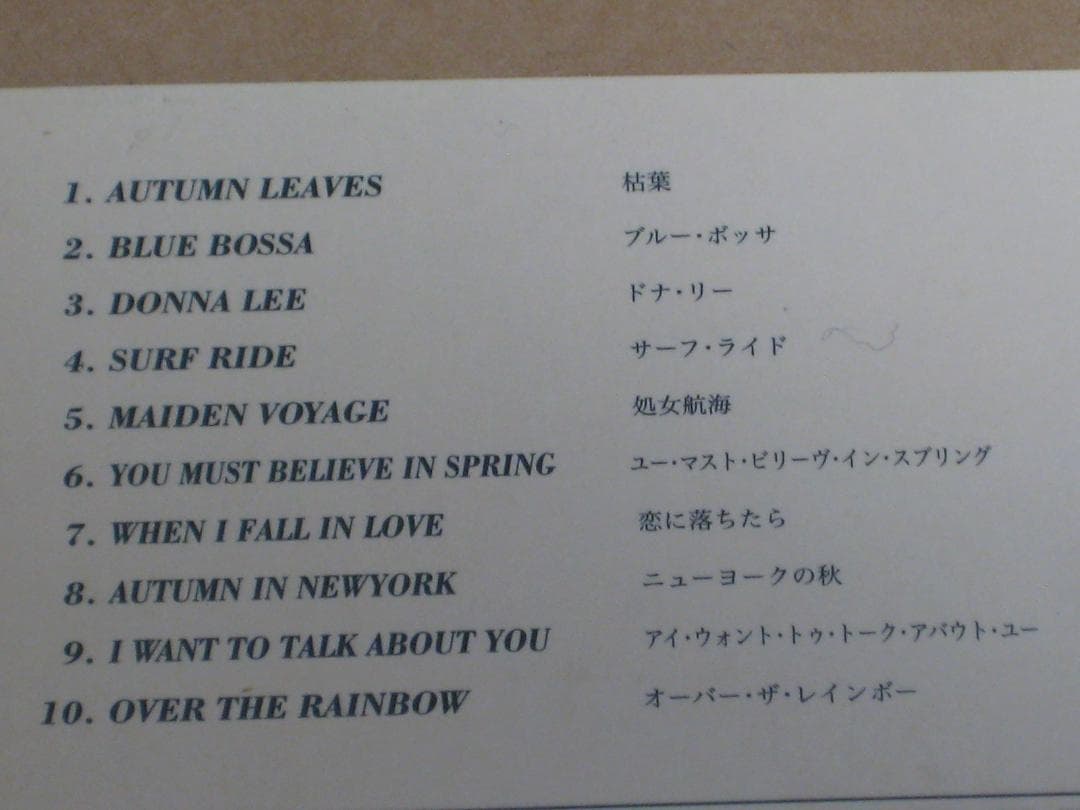 1. AUTUMN LEAVES 枯葉
2. BLUE BOSSA ブルー・ボッサ
3. DONNA LEE ドナ・リー
4. SURF RIDE サーフ・ライド
5. MAIDEN VOYAGE 処女航海
6. YOU MUST BELIEVE IN SPRING ユー・マスト・ビリーヴ・イン・スプリング
7. WHEN I FALL IN LOVE 恋に落ちたら
8. AUTUMN IN NEWYORK ニューヨークの秋
9. I WANT TO TALK ABOUT YOU アイ・ウォント・トゥ・トーク・アバウト・ユー
10. OVER THE RAINBOW オーバー・ザ・レインボー